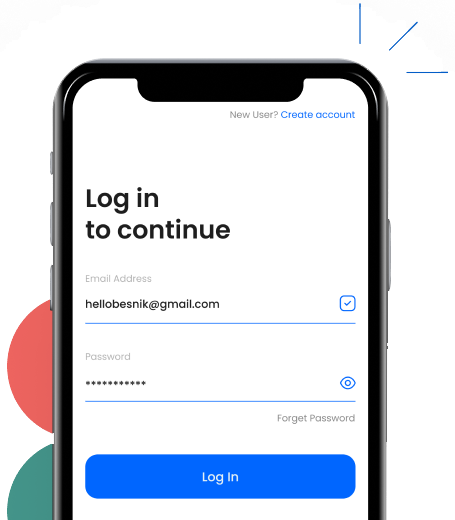 New User? Create account
Log in
to continue
Email Address
hellobesnik@gmail.com
Password
***********
Forget Password
Log In